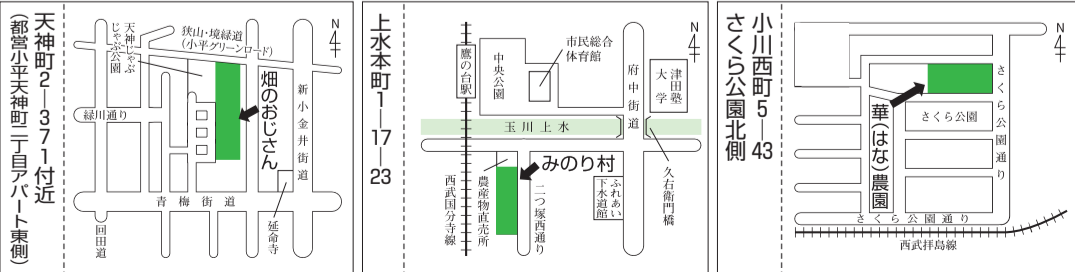 小川西町5―43
さくら公園北側
N
4
さくら公園通り
さくら公園
華(はな)農園
さくら公園通り
西武拝島線
上水本町1―17―23
N
4
鷹の台駅
中央公園
市民総合
体育館
府中街道
津田塾
大学
玉川上水
みのり村
西武国分寺線
農産物直売所
二つ塚西通り
ふれあい
下水道館
久右衛門橋
天神町2―371付近
(都営小平天神町二丁目アパート東側)
N
4
天神じゃ
じゃぶ公園
狭山・境緑道
(小平グリーンロード)
畑のおじさん
新小金井街道
緑川通り
青梅街道
回田道
延命寺